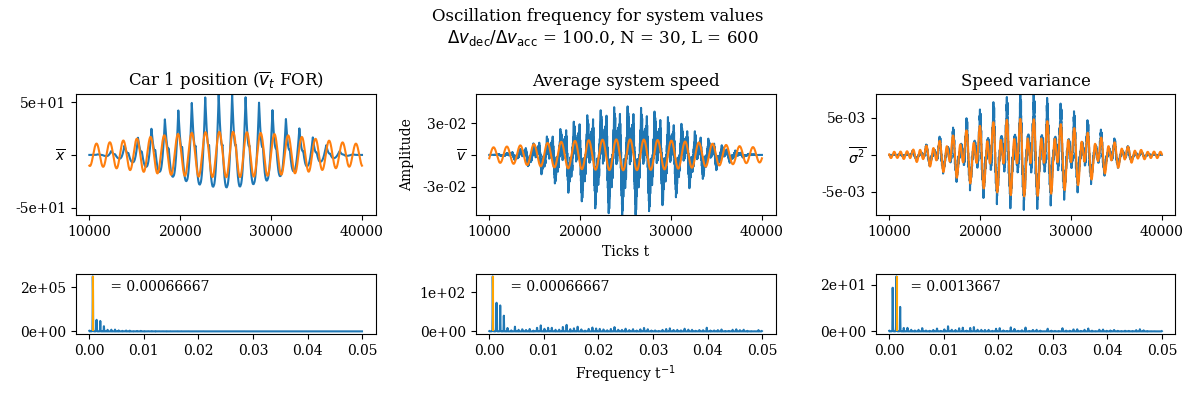 Oscillation frequency for system values
Δv_dec/Δv_acc = 100.0, N = 30, L = 600
Car 1 position (v̅_t FOR)
5e+01
x̅
-5e+01
10000 20000 30000 40000
2e+05
0e+00
= 0.00066667
0.00 0.01 0.02 0.03 0.04 0.05
Average system speed
Amplitude
3e-02
v̅
-3e-02
10000 20000 30000 40000
Ticks t
1e+02
0e+00
= 0.00066667
0.00 0.01 0.02 0.03 0.04 0.05
Frequency t⁻¹
Speed variance
5e-03
σ̅²
-5e-03
10000 20000 30000 40000
2e+01
0e+00
= 0.0013667
0.00 0.01 0.02 0.03 0.04 0.05